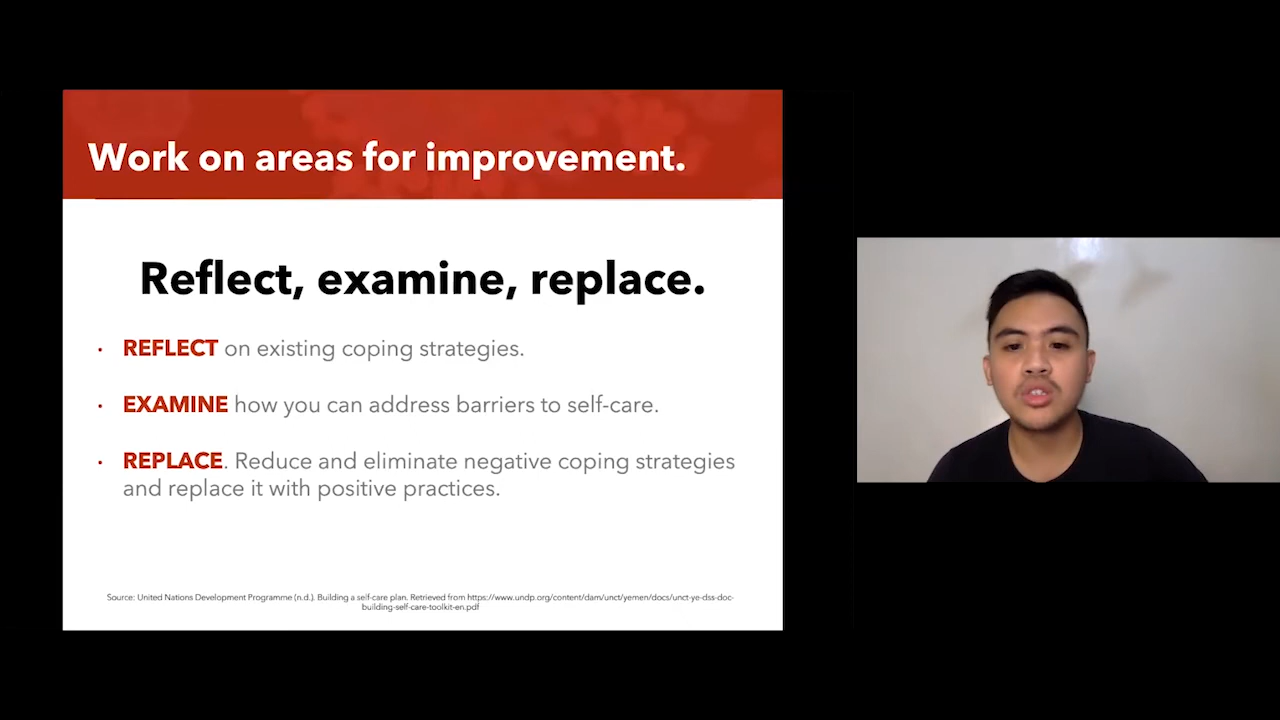 Work on areas for improvement.
Reflect, examine, replace.
· REFLECT on existing coping strategies.
· EXAMINE how you can address barriers to self-care.
· REPLACE. Reduce and eliminate negative coping strategies
and replace it with positive practices.
Source: United Nations Development Programme (n.d.). Building a self-care plan. Retrieved from https://www.undp.org/content/dam/unct/yemen/docs/unct-ye-dss-doc-
building-self-care-toolkit-en.pdf